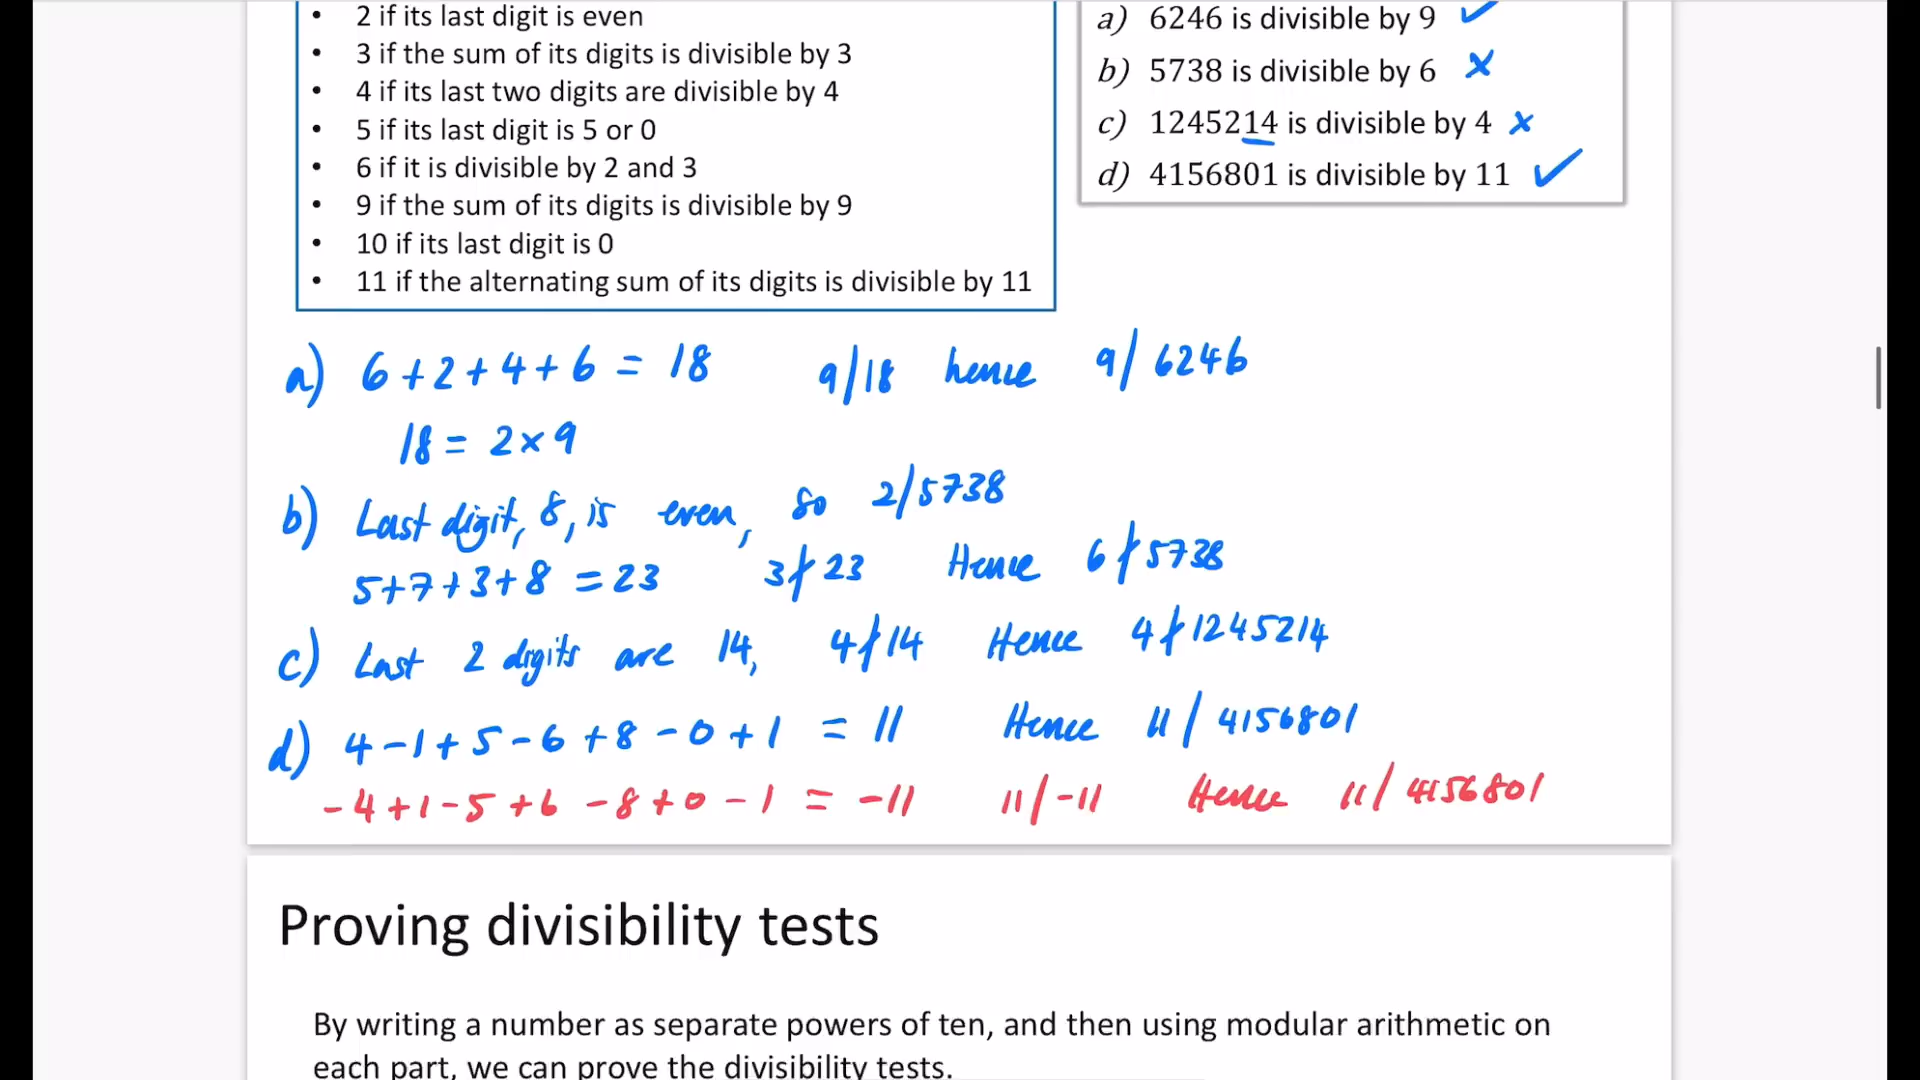 • 2 if its last digit is even
• 3 if the sum of its digits is divisible by 3
• 4 if its last two digits are divisible by 4
• 5 if its last digit is 5 or 0
• 6 if it is divisible by 2 and 3
• 9 if the sum of its digits is divisible by 9
• 10 if its last digit is 0
• 11 if the alternating sum of its digits is divisible by 11
a) 6246 is divisible by 9 ✓
b) 5738 is divisible by 6 ×
c) 1245214 is divisible by 4 ×
d) 4156801 is divisible by 11 ✓
a) 6+2+4+6 = 18 9/18 hence 9/6246
18 = 2×9
b) Last digit, 8, is even, so 2/5738
5+7+3+8 = 23 3∤23 Hence 6∤5738
c) Last 2 digits are 14, 4∤14 Hence 4∤1245214
d) 4-1+5-6+8-0+1 = 11 Hence 11/4156801
-4+1-5+6-8+0-1 = -11 11/-11 Hence 11/4156801
Proving divisibility tests
By writing a number as separate powers of ten, and then using modular arithmetic on
each part, we can prove the divisibility tests.